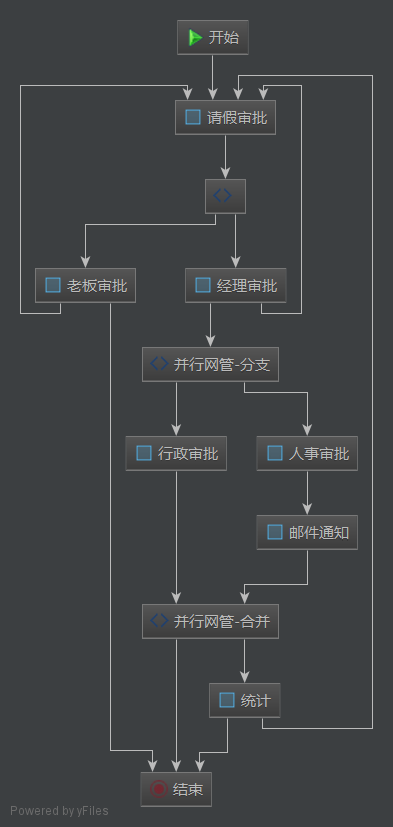 开始
请假审批
老板审批
经理审批
并行网管-分支
行政审批
人事审批
邮件通知
并行网管-合并
统计
结束
Powered by yFiles